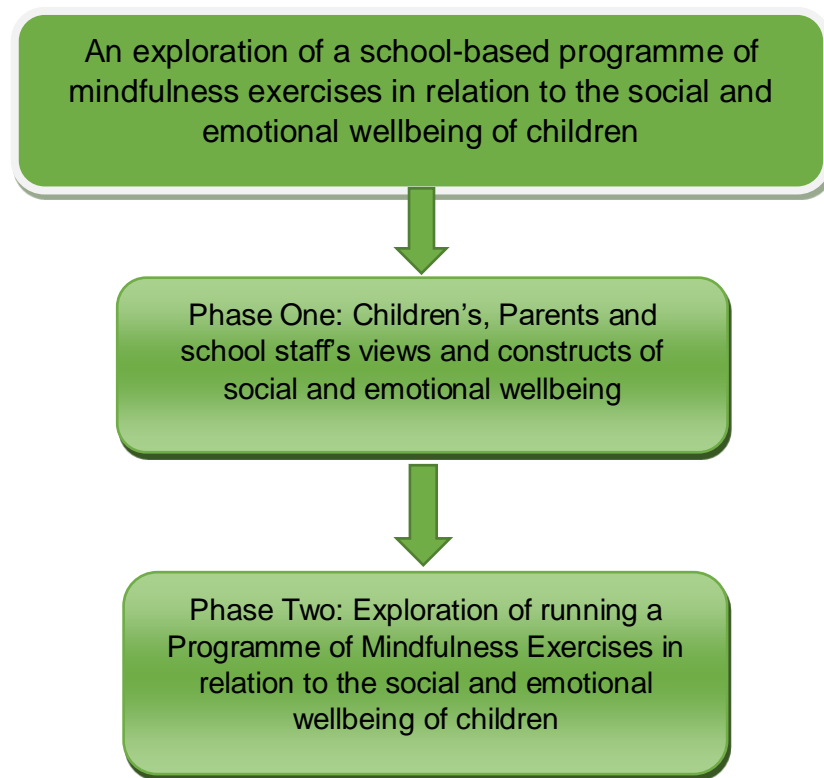 An exploration of a school-based programme of
mindfulness exercises in relation to the social and
emotional wellbeing of children
Phase One: Children’s, Parents and
school staff’s views and constructs of
social and emotional wellbeing
Phase Two: Exploration of running a
Programme of Mindfulness Exercises in
relation to the social and emotional
wellbeing of children